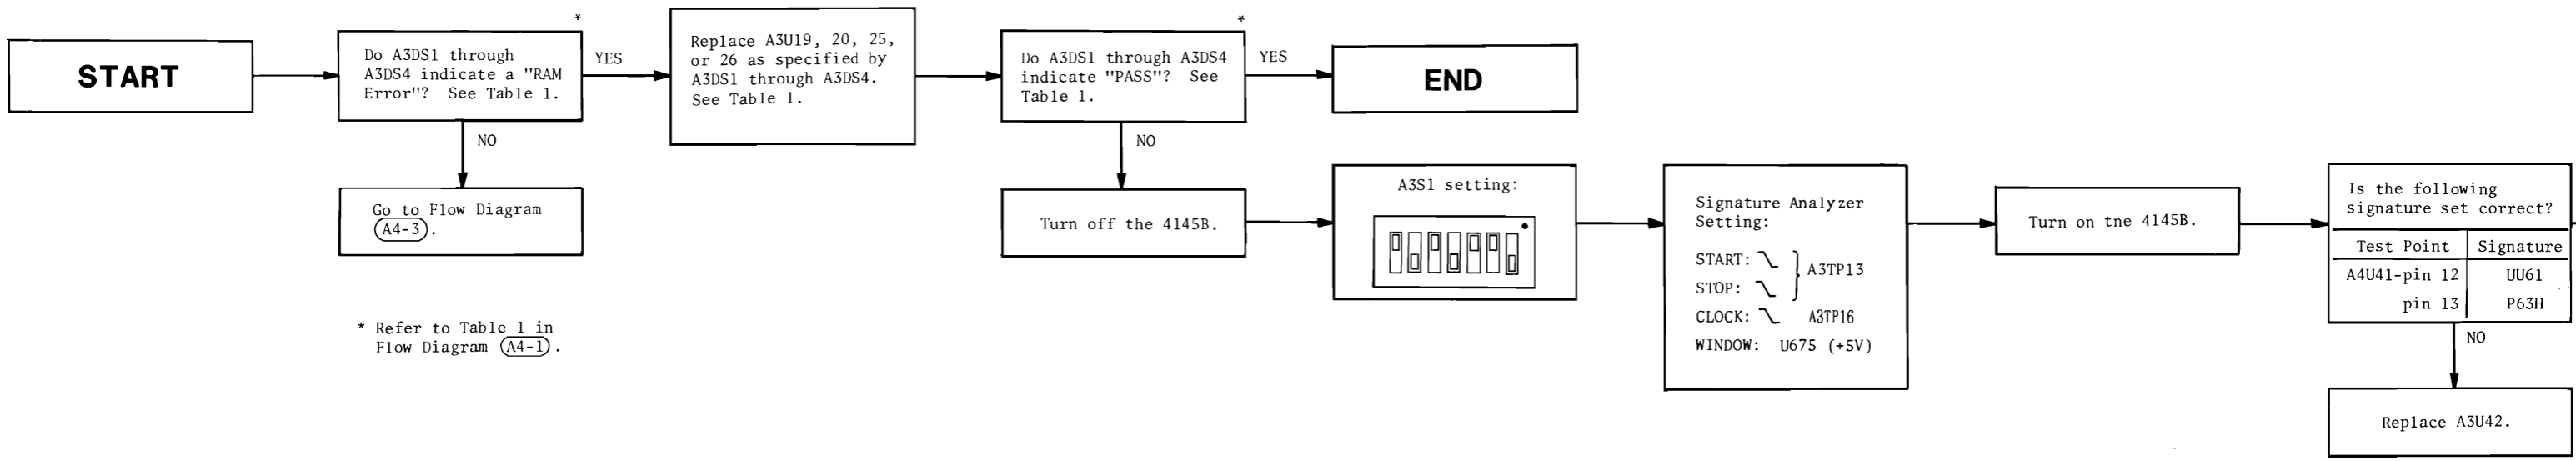 START
*
Do A3DS1 through
A3DS4 indicate a "RAM
Error"? See Table 1.
YES
NO
Go to Flow Diagram
A4-3.
* Refer to Table 1 in
Flow Diagram A4-1.
Replace A3U19, 20, 25,
or 26 as specified by
A3DS1 through A3DS4.
See Table 1.
*
Do A3DS1 through A3DS4
indicate "PASS"? See
Table 1.
YES
END
NO
Turn off the 4145B.
A3S1 setting:
Signature Analyzer
Setting:
START: A3TP13
STOP:
CLOCK: A3TP16
WINDOW: U675 (+5V)
Turn on tne 4145B.
Is the following
signature set correct?
Test Point Signature
A4U41-pin 12 UU61
pin 13 P63H
NO
Replace A3U42.